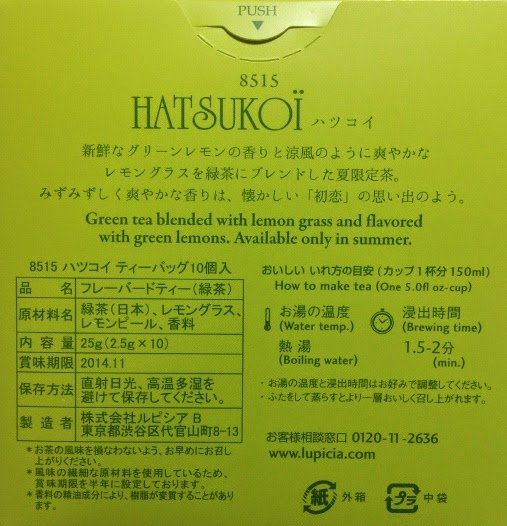 PUSH
8515
HATSUKOÏ ハツコイ
新鮮なグリーンレモンの香りと涼風のように爽やかな
レモングラスを緑茶にブレンドした夏限定茶。
みずみずしく爽やかな香りは、懐かしい「初恋」の思い出のよう。
Green tea blended with lemon grass and flavored
with green lemons. Available only in summer.
8515 ハツコイ ティーバッグ10個入
品名 フレーバードティー(緑茶)
原材料名 緑茶(日本)、レモングラス、
レモンピール、香料
内容量 25g(2.5g×10)
賞味期限 2014.11
保存方法 直射日光、高温多湿を
避けて保存してください。
製造者 株式会社ルピシア B
東京都渋谷区代官山町8-13
*お茶の風味を損なわないよう、お早めにお召し
上がりください。
*風味の繊細な原材料を使用しているため、
賞味期限を半年に設定しております。
*香料の精油成分により、樹脂が変質することがあり
ます。
おいしい いれ方の目安(カップ1杯分150ml)
How to make tea (One 5.0fl oz-cup)
お湯の温度
(Water temp.)
熱湯
(Boiling water)
浸出時間
(Brewing time)
1.5-2分
(min.)
・お湯の温度と浸出時間はお好みで調整してください。
・ふたをして蒸らすとより一層おいしく召し上がれます。
お客様相談窓口 0120-11-2636
www.lupicia.com
紙 外箱 プラ 中袋